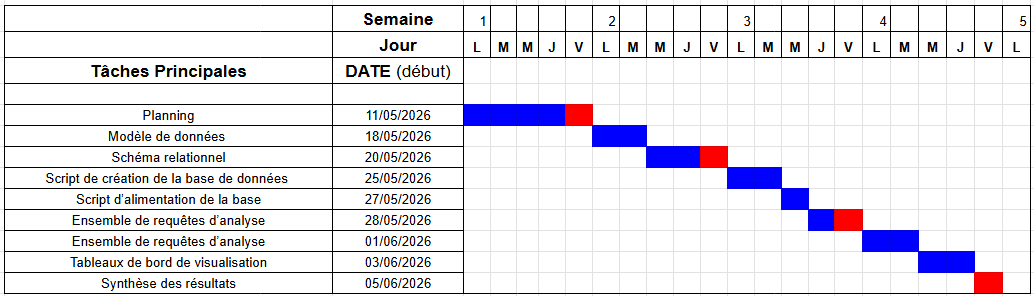 Semaine 1 2 3 4 5
Jour L M M J V L M M J V L M M J V L M M J V L
Tâches Principales DATE (début)
Planning 11/05/2026
Modèle de données 18/05/2026
Schéma relationnel 20/05/2026
Script de création de la base de données 25/05/2026
Script d’alimentation de la base 27/05/2026
Ensemble de requêtes d’analyse 28/05/2026
Ensemble de requêtes d’analyse 01/06/2026
Tableaux de bord de visualisation 03/06/2026
Synthèse des résultats 05/06/2026